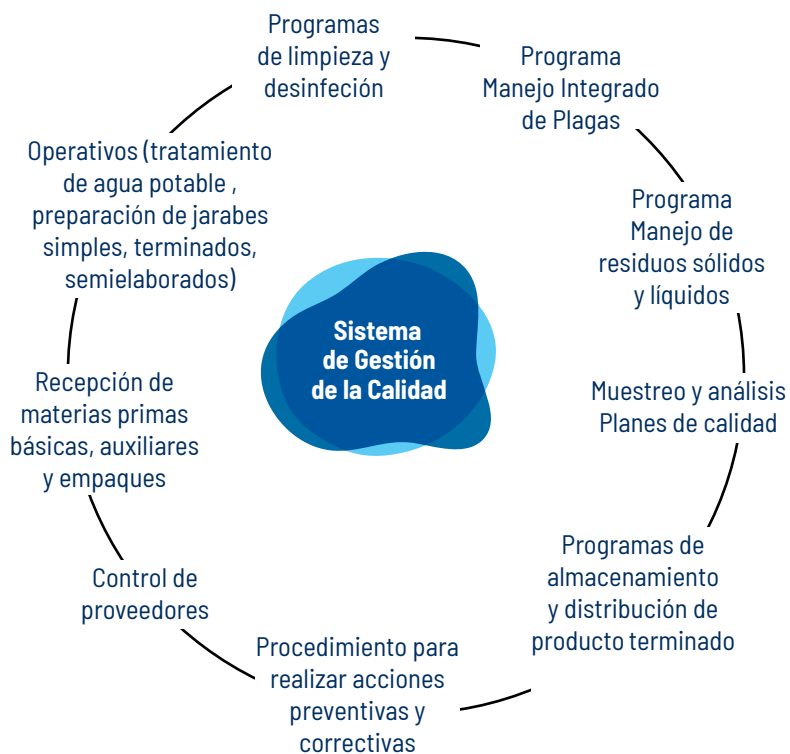 Programas
de limpieza y
desinfeción
Programa
Manejo Integrado
de Plagas
Programa
Manejo de
residuos sólidos
y líquidos
Muestreo y análisis
Planes de calidad
Programas de
almacenamiento
y distribución de
producto terminado
Procedimiento para
realizar acciones
preventivas y
correctivas
Control de
proveedores
Recepción de
materias primas
básicas, auxiliares
y empaques
Operativos (tratamiento
de agua potable ,
preparación de jarabes
simples, terminados,
semielaborados)
Sistema
de Gestión
de la Calidad